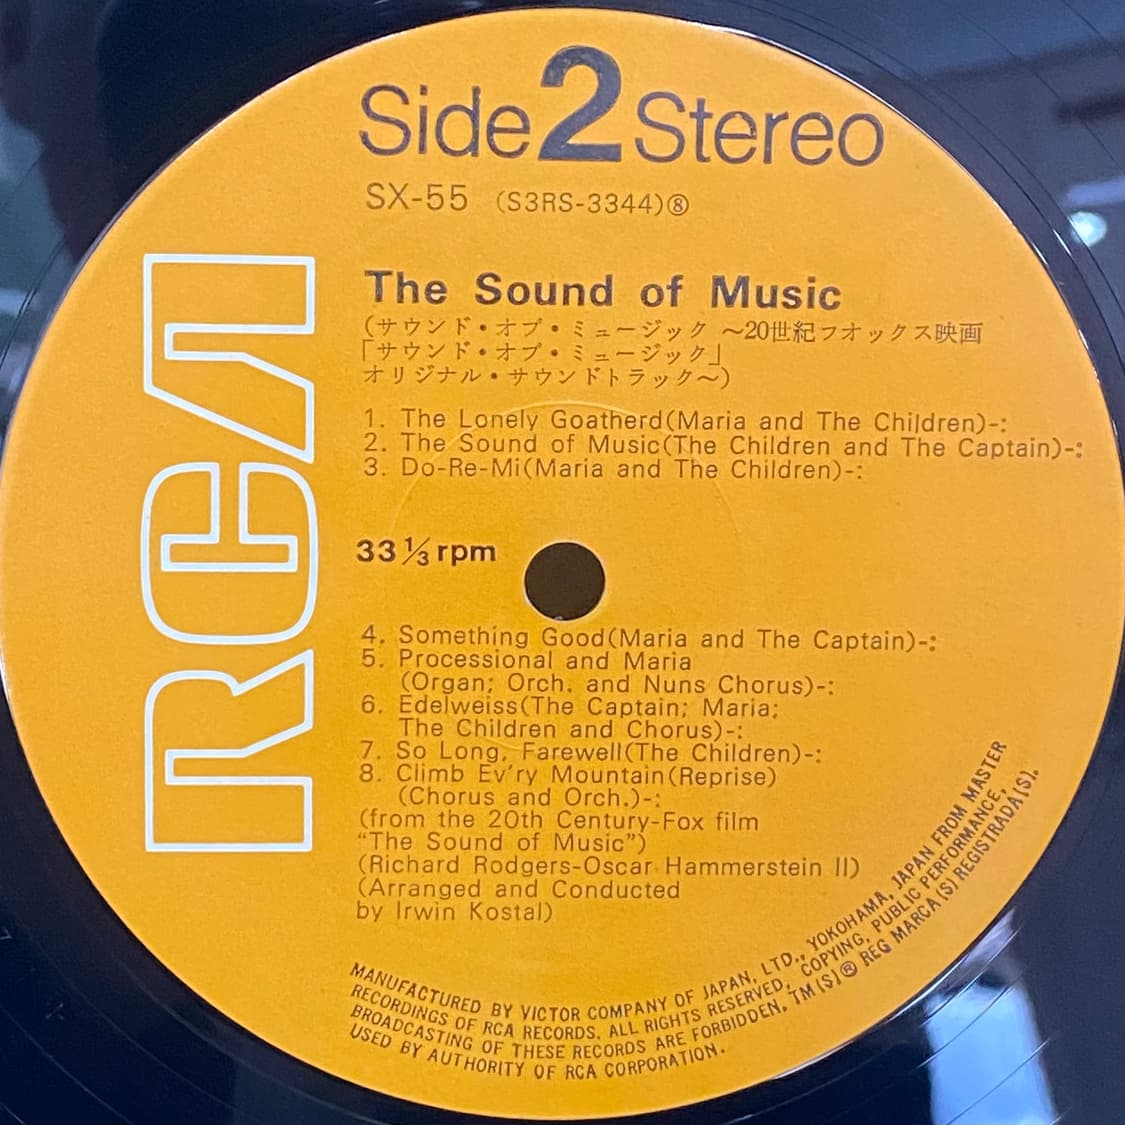 Side 2 Stereo
SX-55 (S3RS-3344)⑧
RCA
The Sound of Music
(サウンド・オブ・ミュージック ～20世紀フオックス映画
「サウンド・オブ・ミュージック」
オリジナル・サウンドトラック～)
1. The Lonely Goatherd(Maria and The Children)-:
2. The Sound of Music(The Children and The Captain)-:
3. Do-Re-Mi(Maria and The Children)-:
33 1/3 rpm
4. Something Good(Maria and The Captain)-:
5. Processional and Maria
(Organ; Orch. and Nuns Chorus)-:
6. Edelweiss(The Captain; Maria;
The Children and Chorus)-:
7. So Long, Farewell(The Children)-:
8. Climb Ev'ry Mountain(Reprise)
(Chorus and Orch.)-:
(from the 20th Century-Fox film
“The Sound of Music”)
(Richard Rodgers-Oscar Hammerstein II)
(Arranged and Conducted
by Irwin Kostal)
MANUFACTURED BY VICTOR COMPANY OF JAPAN, LTD., YOKOHAMA, JAPAN FROM MASTER
RECORDINGS OF RCA RECORDS. ALL RIGHTS RESERVED, COPYING, PUBLIC PERFORMANCE,
BROADCASTING OF THESE RECORDS ARE FORBIDDEN. TM(S)® REG MARCA(S) REGISTRADA(S).
USED BY AUTHORITY OF RCA CORPORATION.